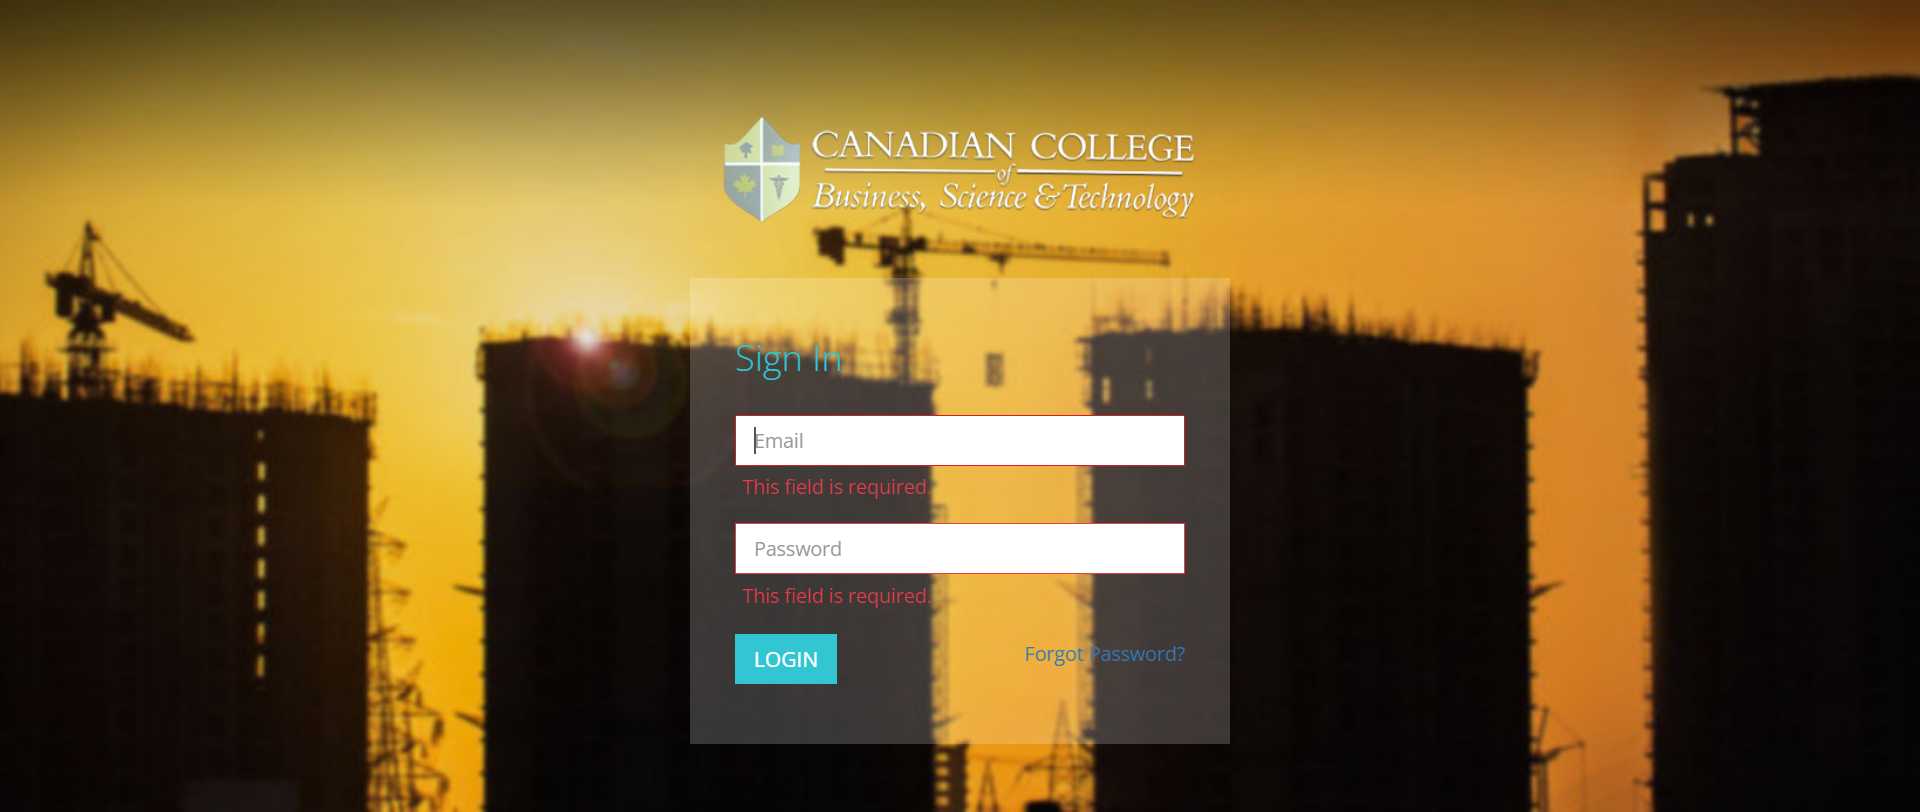 CANADIAN COLLEGE
of
Business, Science & Technology
Sign In
Email
This field is required.
Password
This field is required.
LOGIN
Forgot Password?